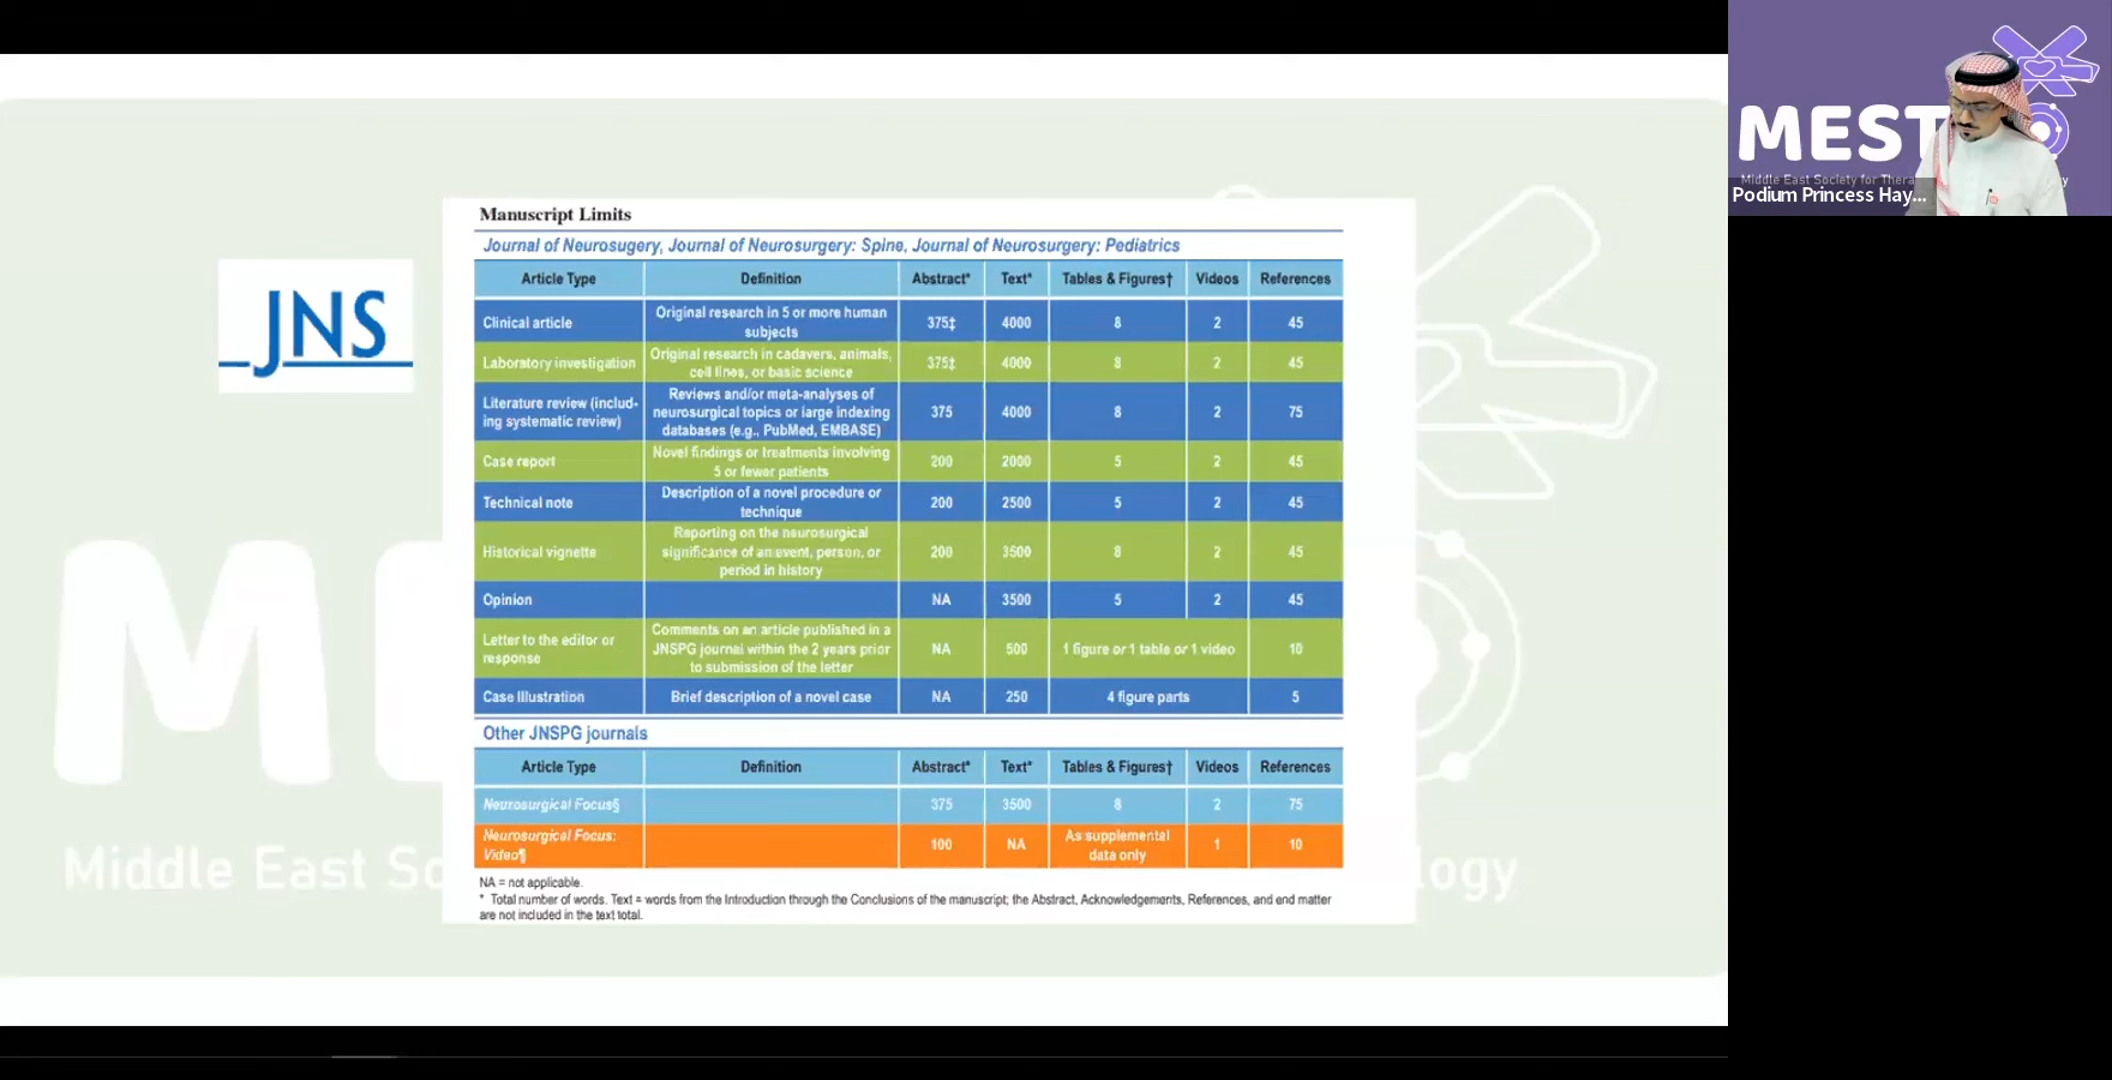 JNS
Manuscript Limits
Journal of Neurosugery, Journal of Neurosurgery: Spine, Journal of Neurosurgery: Pediatrics
Article Type Definition Abstract* Text* Tables & Figures† Videos References
Clinical article Original research in 5 or more human subjects 375‡ 4000 8 2 45
Laboratory investigation Original research in cadavers, animals, cell lines, or basic science 375‡ 4000 8 2 45
Literature review (includ-ing systematic review) Reviews and/or meta-analyses of neurosurgical topics or large indexing databases (e.g., PubMed, EMBASE) 375 4000 8 2 75
Case report Novel findings or treatments involving 5 or fewer patients 200 2000 5 2 45
Technical note Description of a novel procedure or technique 200 2500 5 2 45
Historical vignette Reporting on the neurosurgical significance of an event, person, or period in history 200 3500 8 2 45
Opinion NA 3500 5 2 45
Letter to the editor or response Comments on an article published in a JNSPG journal within the 2 years prior to submission of the letter NA 500 1 figure or 1 table or 1 video 10
Case Illustration Brief description of a novel case NA 250 4 figure parts 5
Other JNSPG journals
Article Type Definition Abstract* Text* Tables & Figures† Videos References
Neurosurgical Focus§ 375 3500 8 2 75
Neurosurgical Focus: Video¶ 100 NA As supplemental data only 1 10
NA = not applicable.
* Total number of words. Text = words from the Introduction through the Conclusions of the manuscript; the Abstract, Acknowledgements, References, and end matter
are not included in the text total.
Middle East
MEST
Middle East Society for Thera
Podium Princess Hay...